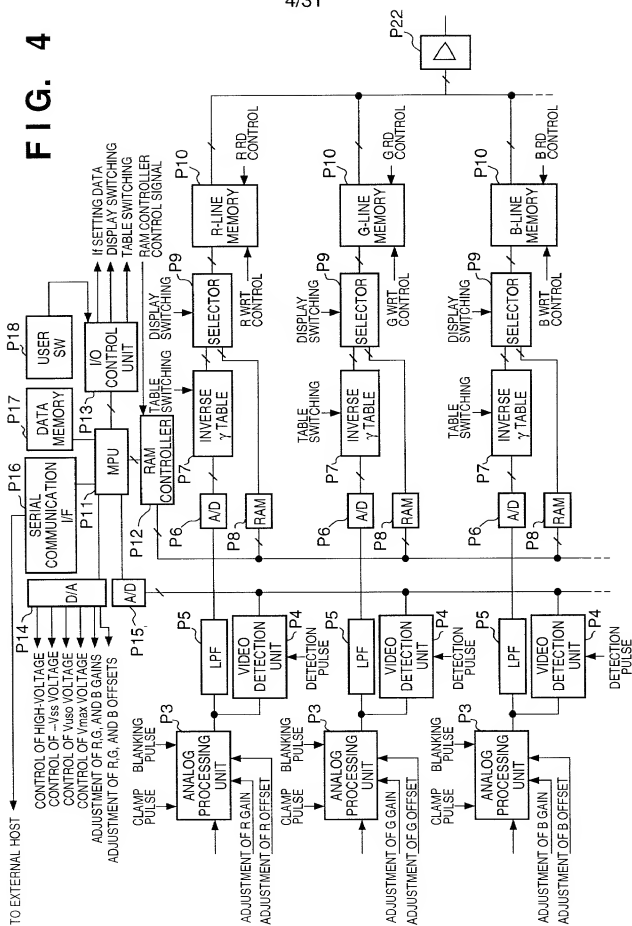 4/31
FIG. 4
TO EXTERNAL HOST
P14
D/A
CONTROL OF HIGH-VOLTAGE
CONTROL OF –Vss VOLTAGE
CONTROL OF Vuso VOLTAGE
CONTROL OF Vmax VOLTAGE
ADJUSTMENT OF R,G, AND B GAINS
ADJUSTMENT OF R,G, AND B OFFSETS
P15
A/D
P16
SERIAL
COMMUNICATION
I/F
P11
MPU
P17
DATA
MEMORY
P18
USER
SW
P13
I/O
CONTROL
UNIT
If SETTING DATA
DISPLAY SWITCHING
TABLE SWITCHING
RAM CONTROLLER
CONTROL SIGNAL
P12
RAM
CONTROLLER
CLAMP
PULSE
BLANKING
PULSE
P3
ANALOG
PROCESSING
UNIT
ADJUSTMENT OF R GAIN
ADJUSTMENT OF R OFFSET
P5
LPF
VIDEO
DETECTION
UNIT
P4
DETECTION
PULSE
P6
A/D
P8
RAM
TABLE
SWITCHING
P7
INVERSE
γ TABLE
DISPLAY
SWITCHING
P9
SELECTOR
P10
R-LINE
MEMORY
R WRT
CONTROL
R RD
CONTROL
P22
CLAMP
PULSE
BLANKING
PULSE
P3
ANALOG
PROCESSING
UNIT
ADJUSTMENT OF G GAIN
ADJUSTMENT OF G OFFSET
P5
LPF
VIDEO
DETECTION
UNIT
P4
DETECTION
PULSE
P6
A/D
P8
RAM
TABLE
SWITCHING
P7
INVERSE
γ TABLE
DISPLAY
SWITCHING
P9
SELECTOR
P10
G-LINE
MEMORY
G WRT
CONTROL
G RD
CONTROL
CLAMP
PULSE
BLANKING
PULSE
P3
ANALOG
PROCESSING
UNIT
ADJUSTMENT OF B GAIN
ADJUSTMENT OF B OFFSET
P5
LPF
VIDEO
DETECTION
UNIT
P4
DETECTION
PULSE
P6
A/D
P8
RAM
TABLE
SWITCHING
P7
INVERSE
γ TABLE
DISPLAY
SWITCHING
P9
SELECTOR
P10
B-LINE
MEMORY
B WRT
CONTROL
B RD
CONTROL